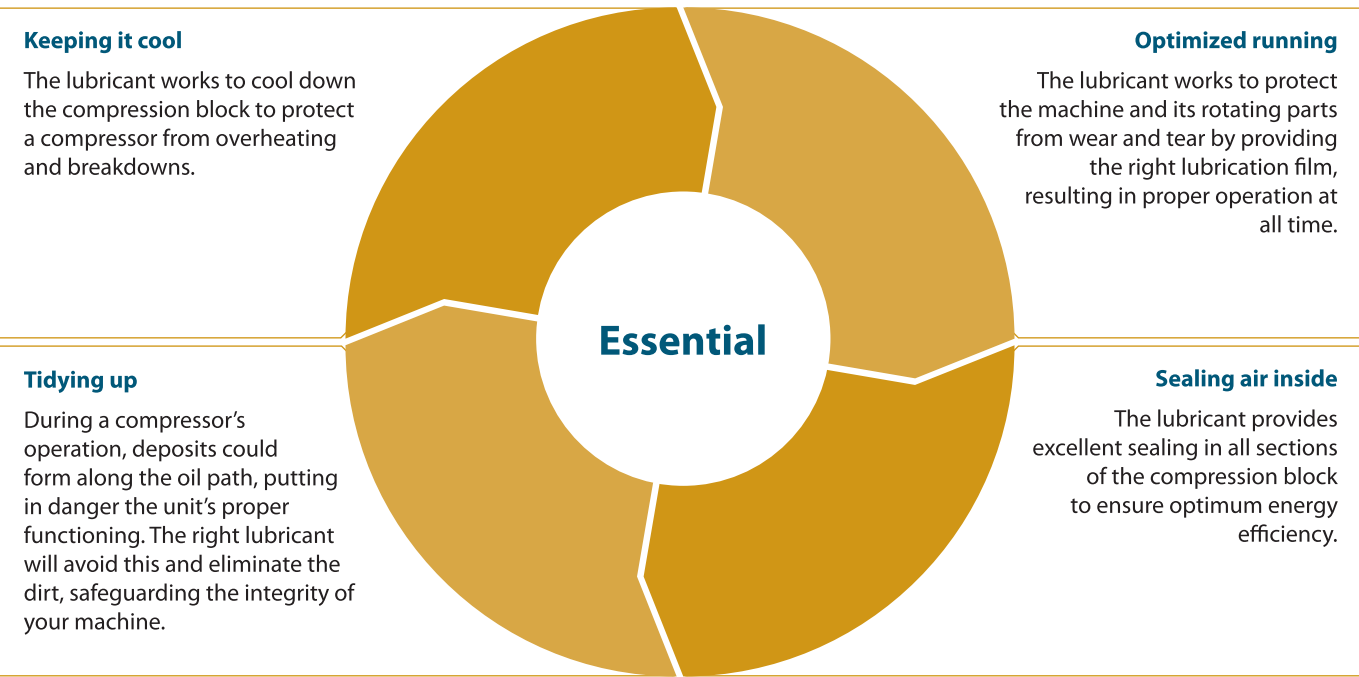 Keeping it cool
The lubricant works to cool down
the compression block to protect
a compressor from overheating
and breakdowns.
Optimized running
The lubricant works to protect
the machine and its rotating parts
from wear and tear by providing
the right lubrication film,
resulting in proper operation at
all time.
Essential
Tidying up
During a compressor’s
operation, deposits could
form along the oil path, putting
in danger the unit’s proper
functioning. The right lubricant
will avoid this and eliminate the
dirt, safeguarding the integrity of
your machine.
Sealing air inside
The lubricant provides
excellent sealing in all sections
of the compression block
to ensure optimum energy
efficiency.